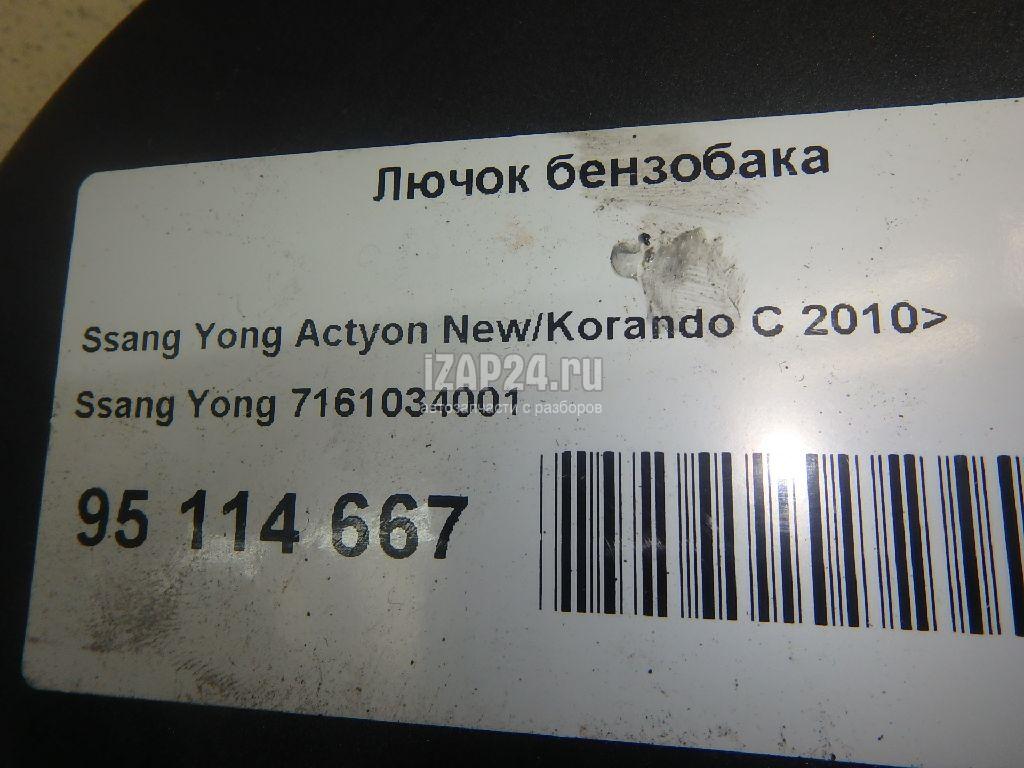 Лючок бензобака
Ssang Yong Actyon New/Korando C 2010>
iZAP24.ru
Ssang Yong 7161034001
автозапчасти с разборов
95 114 667